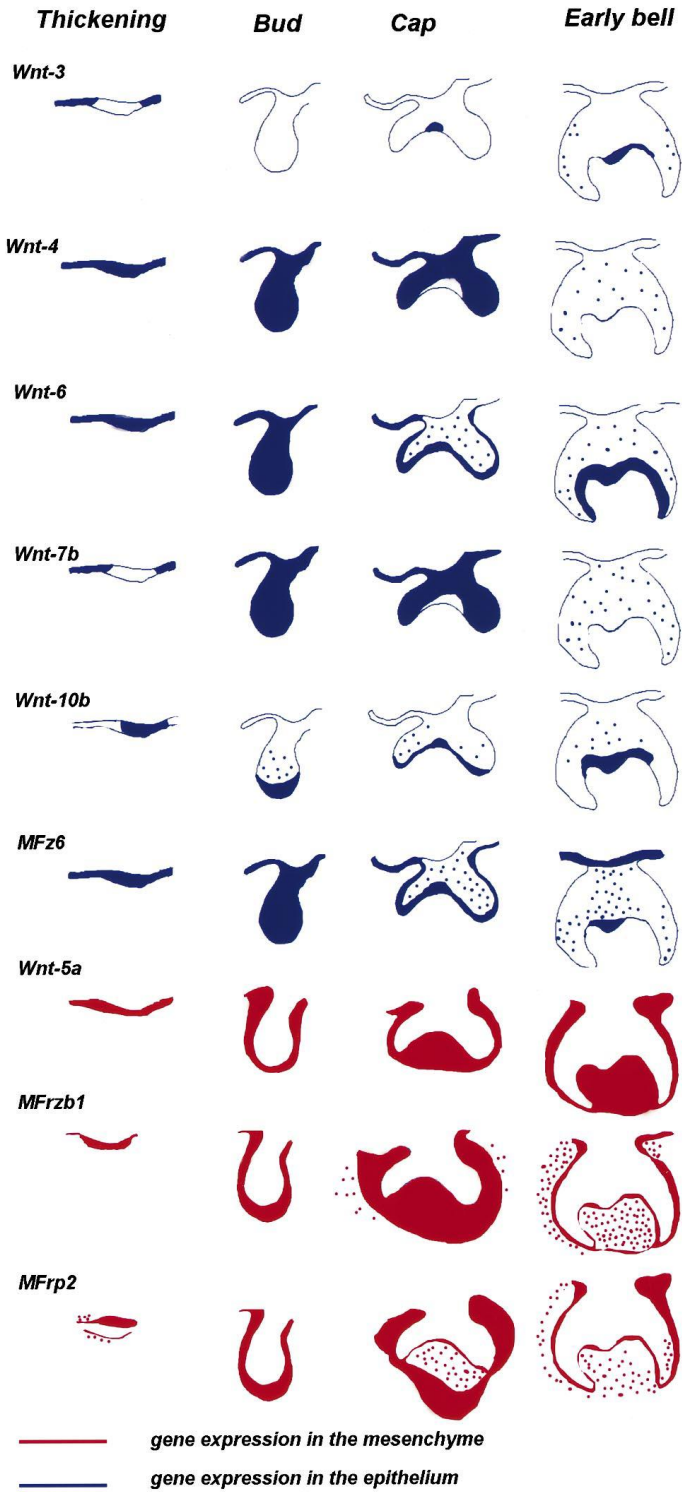 Thickening Bud Cap Early bell
Wnt-3
Wnt-4
Wnt-6
Wnt-7b
Wnt-10b
MFz6
Wnt-5a
MFrzb1
MFrp2
gene expression in the mesenchyme
gene expression in the epithelium